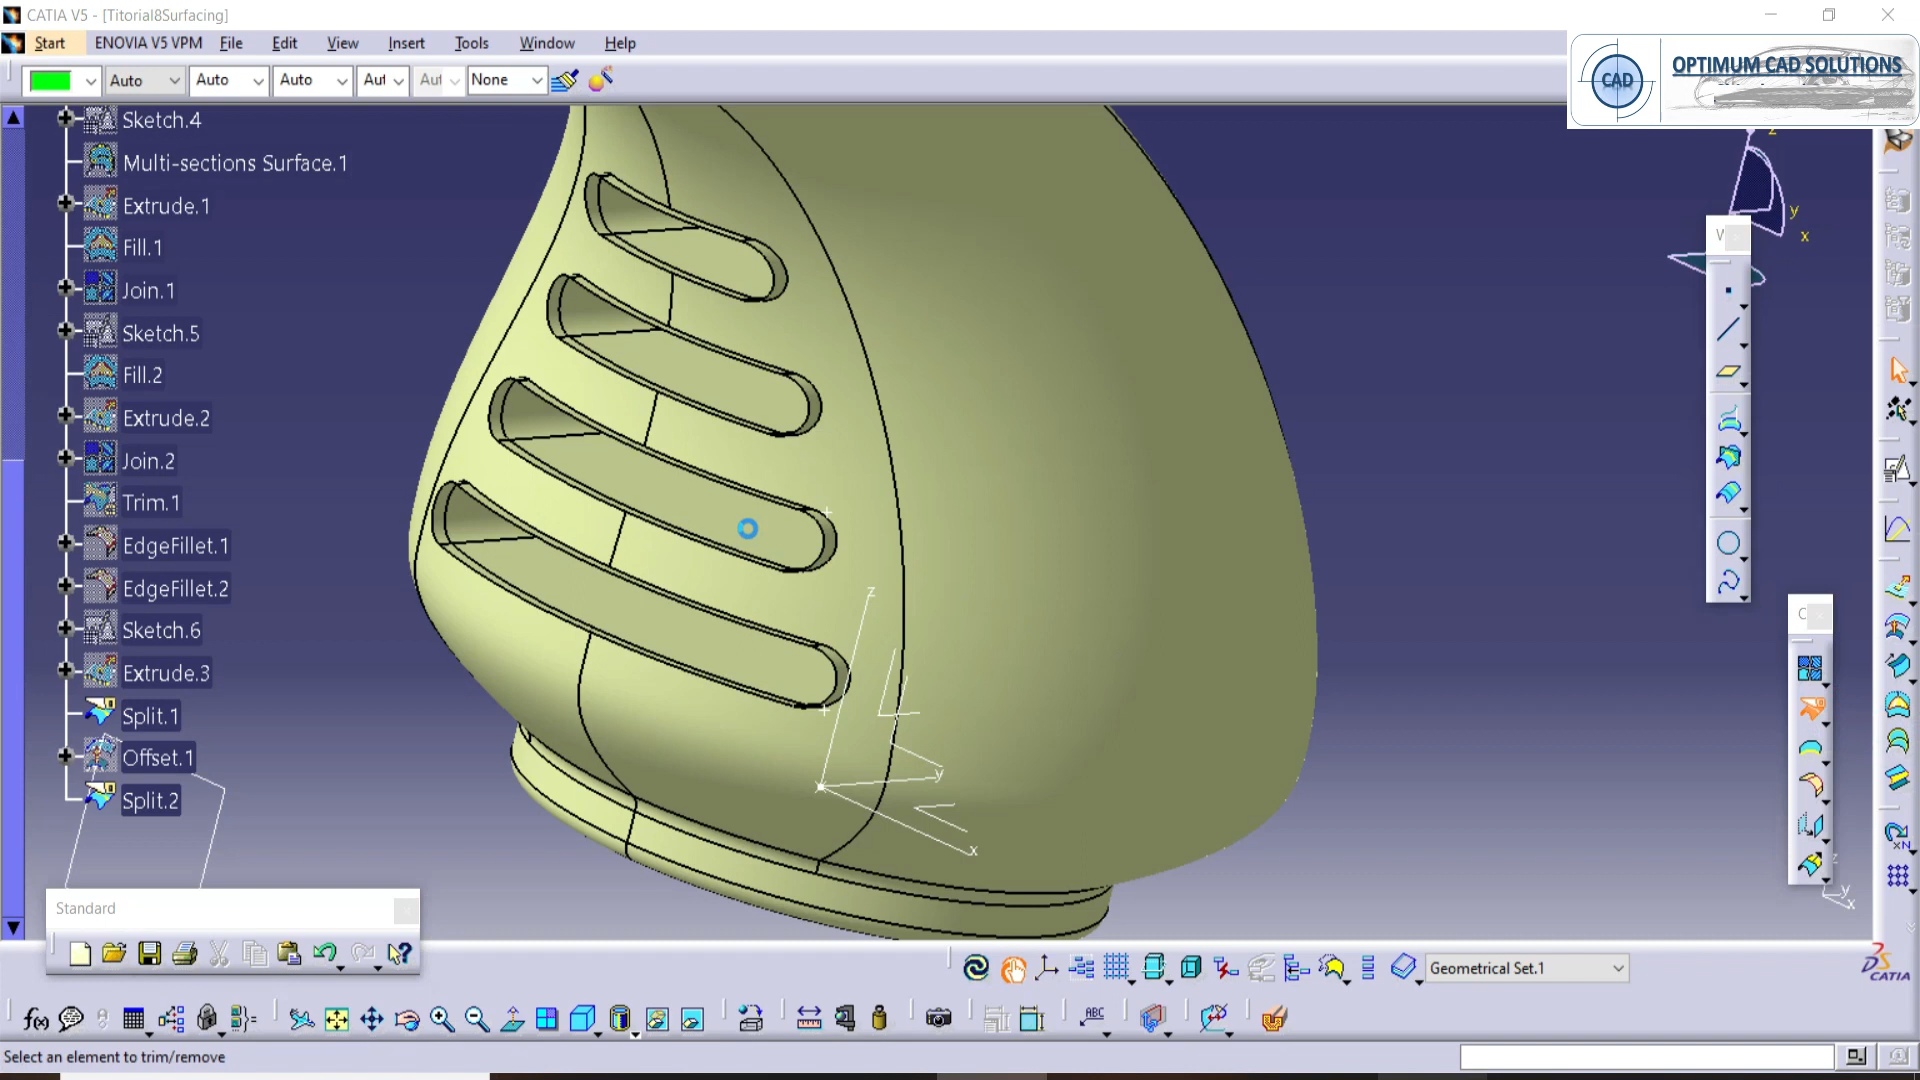 CATIA V5 - [Titorial8Surfacing]
Start ENOVIA V5 VPM File Edit View Insert Tools Window Help
Auto Auto Auto Aut Aut None
CAD OPTIMUM CAD SOLUTIONS
Sketch.4
Multi-sections Surface.1
Extrude.1
Fill.1
Join.1
Sketch.5
Fill.2
Extrude.2
Join.2
Trim.1
EdgeFillet.1
EdgeFillet.2
Sketch.6
Extrude.3
Split.1
Offset.1
Split.2
z
y
x
W
z
y
x
C
z
y
x
Standard
Geometrical Set.1
DS CATIA
f(x)
ABC
Select an element to trim/remove